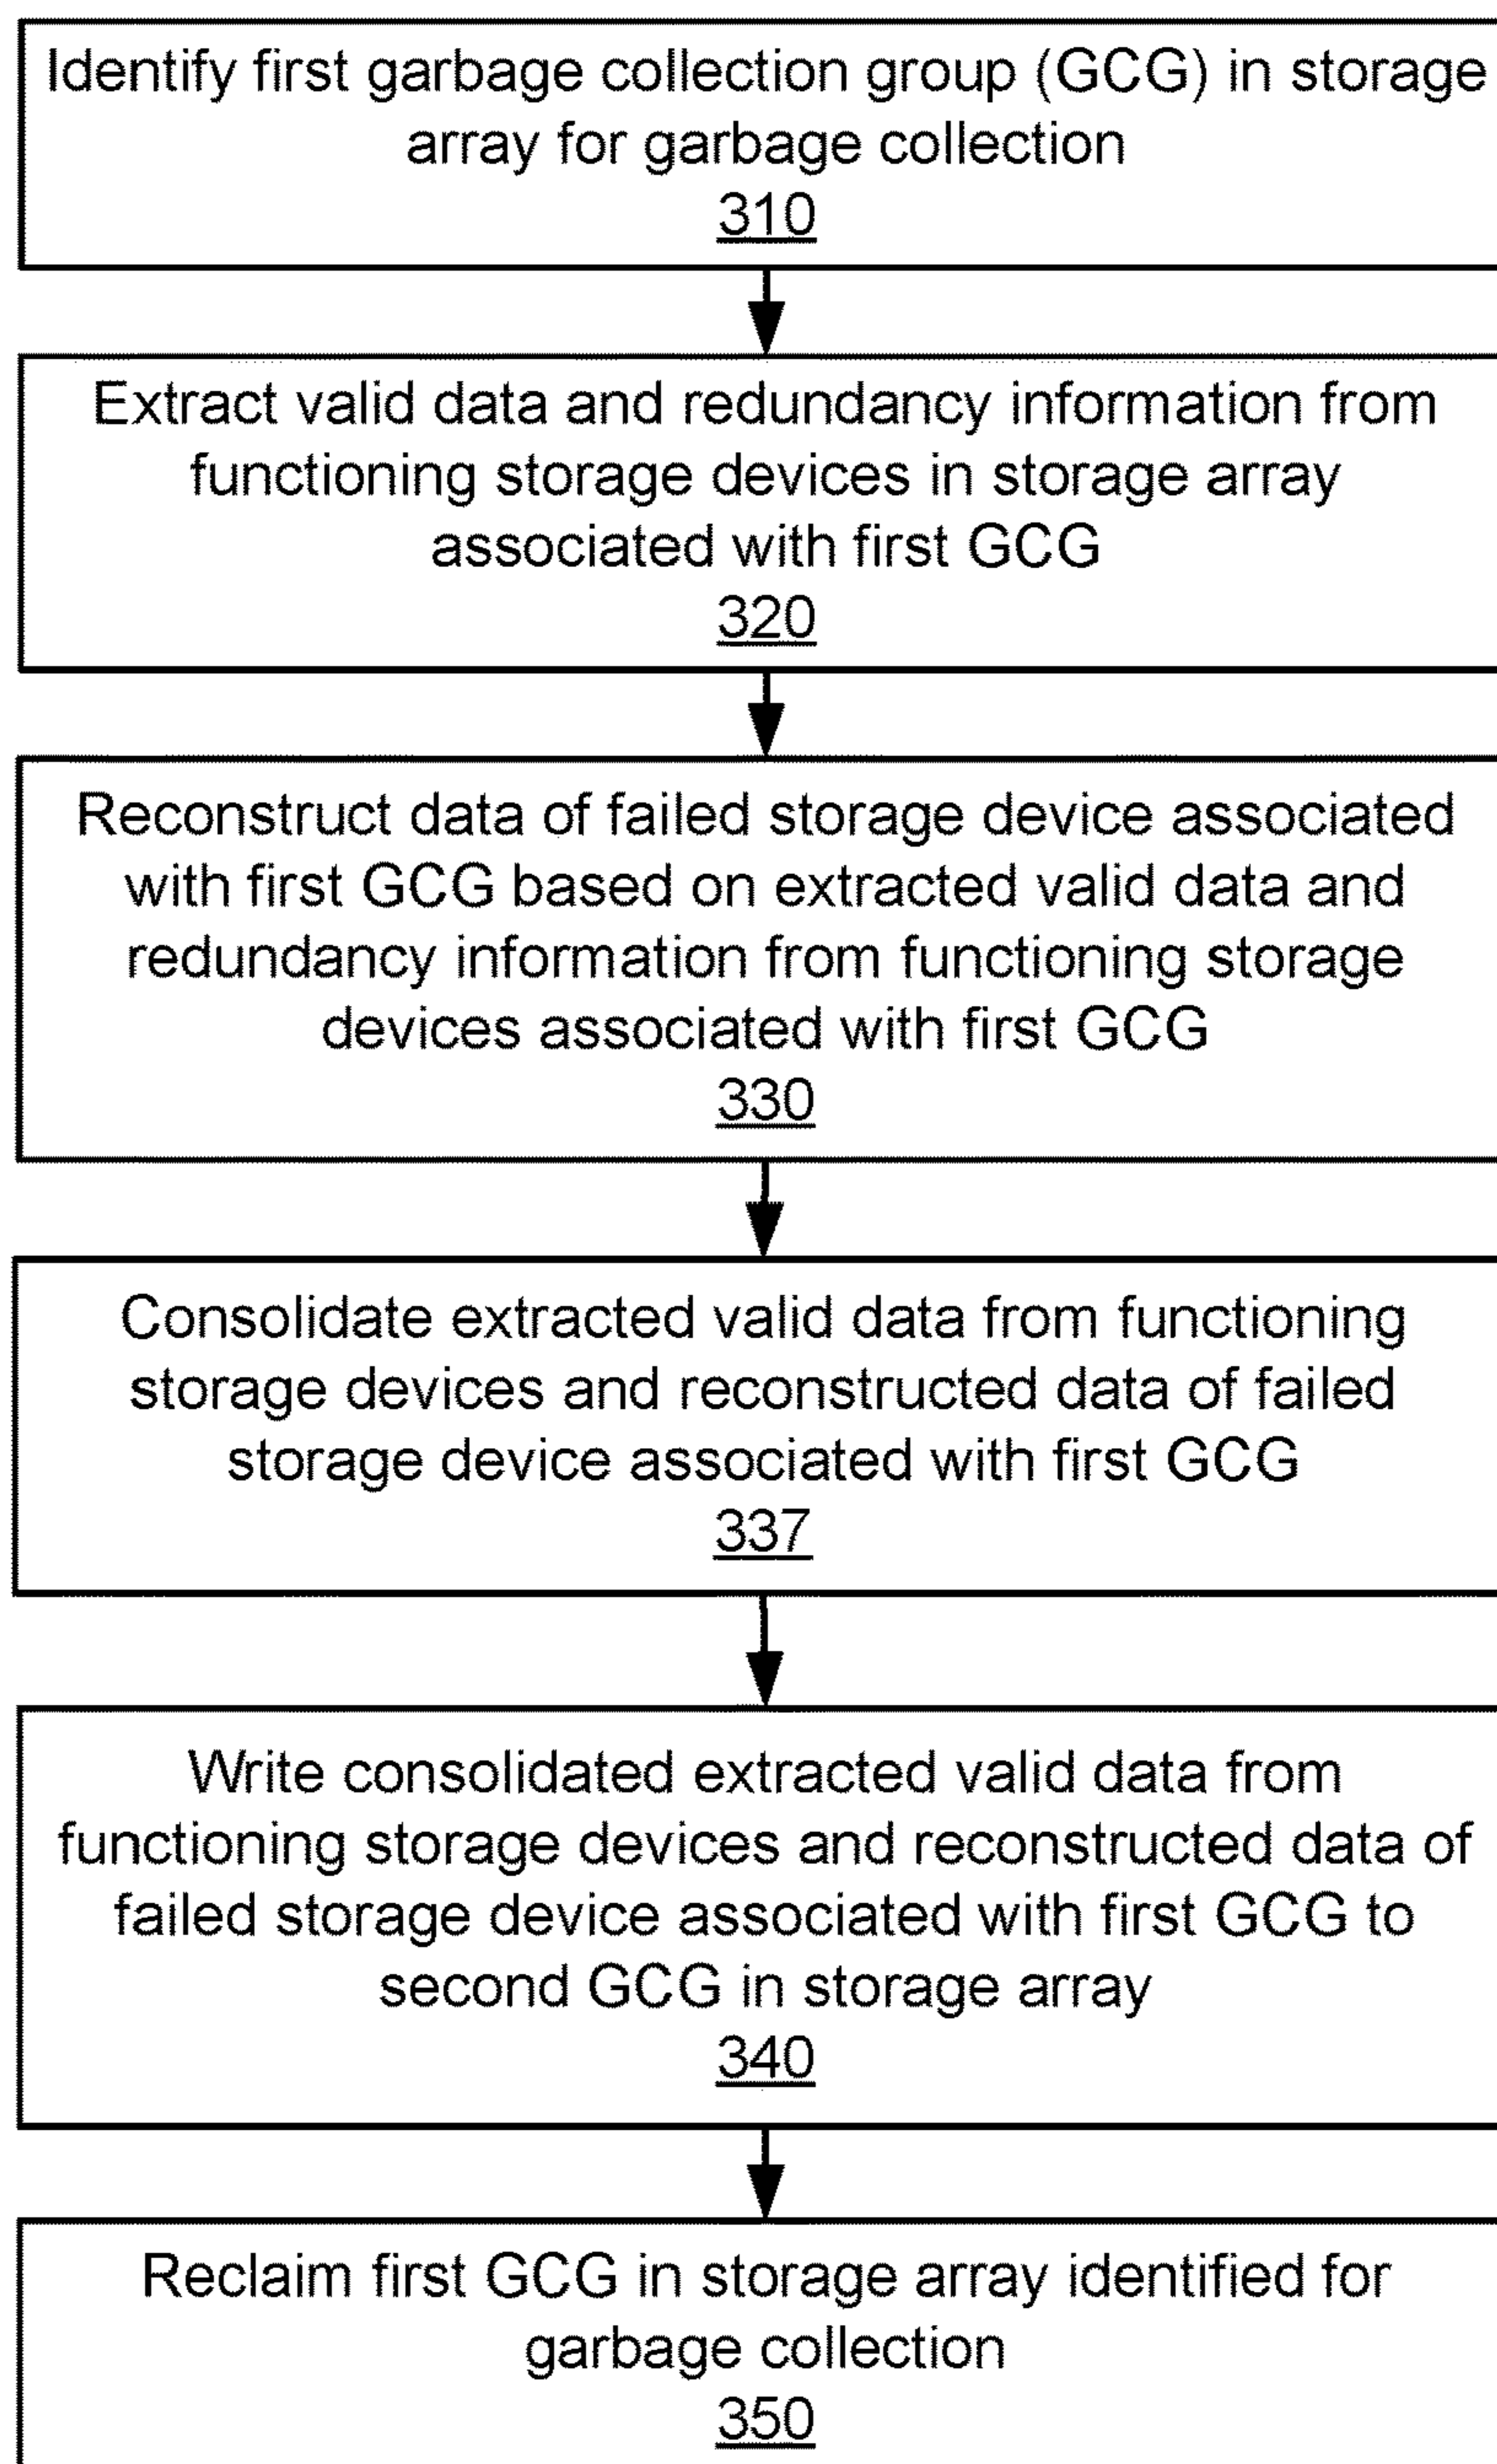 Identify first garbage collection group (GCG) in storage
array for garbage collection
310
Extract valid data and redundancy information from
functioning storage devices in storage array
associated with first GCG
320
Reconstruct data of failed storage device associated
with first GCG based on extracted valid data and
redundancy information from functioning storage
devices associated with first GCG
330
Consolidate extracted valid data from functioning
storage devices and reconstructed data of failed
storage device associated with first GCG
337
Write consolidated extracted valid data from
functioning storage devices and reconstructed data of
failed storage device associated with first GCG to
second GCG in storage array
340
Reclaim first GCG in storage array identified for
garbage collection
350